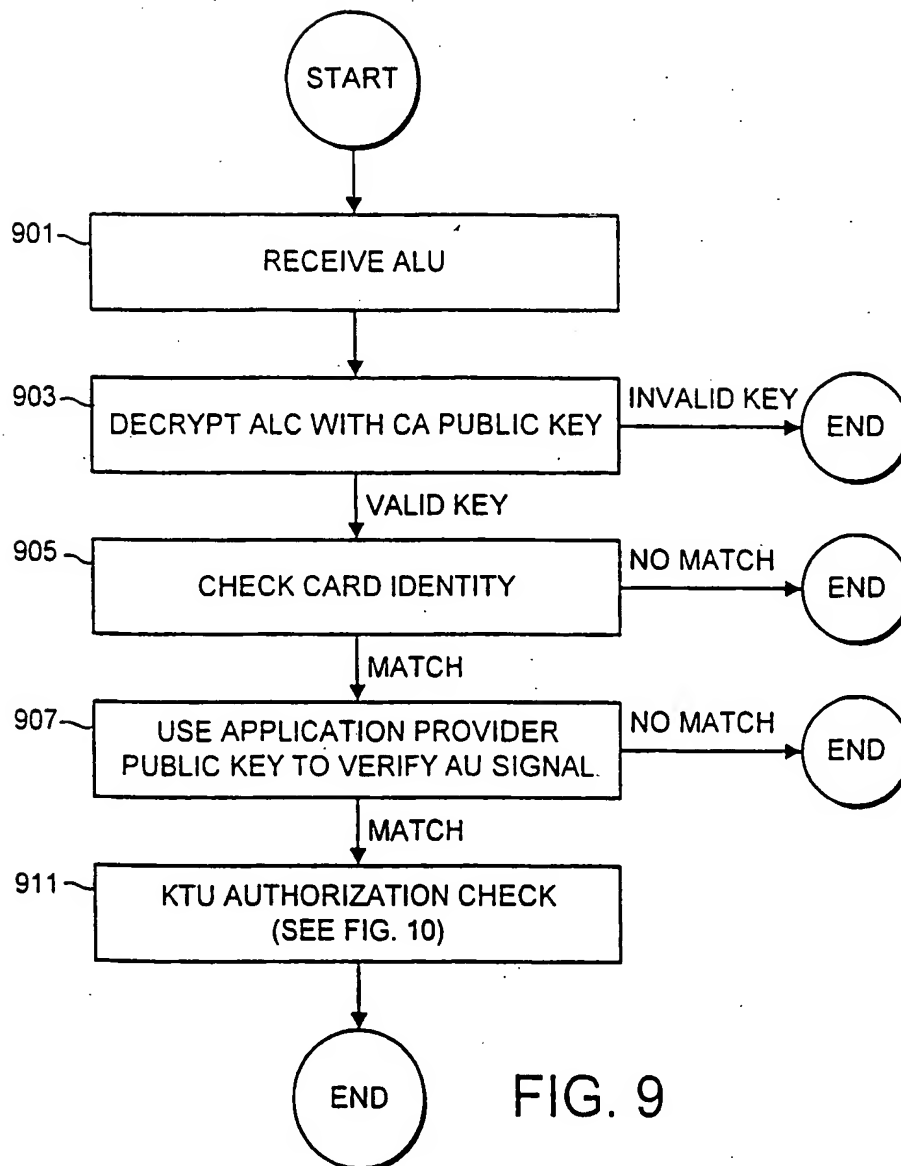 START
901
RECEIVE ALU
903
DECRYPT ALC WITH CA PUBLIC KEY
INVALID KEY
END
VALID KEY
905
CHECK CARD IDENTITY
NO MATCH
END
MATCH
907
USE APPLICATION PROVIDER
PUBLIC KEY TO VERIFY AU SIGNAL.
NO MATCH
END
MATCH
911
KTU AUTHORIZATION CHECK
(SEE FIG. 10)
END
FIG. 9